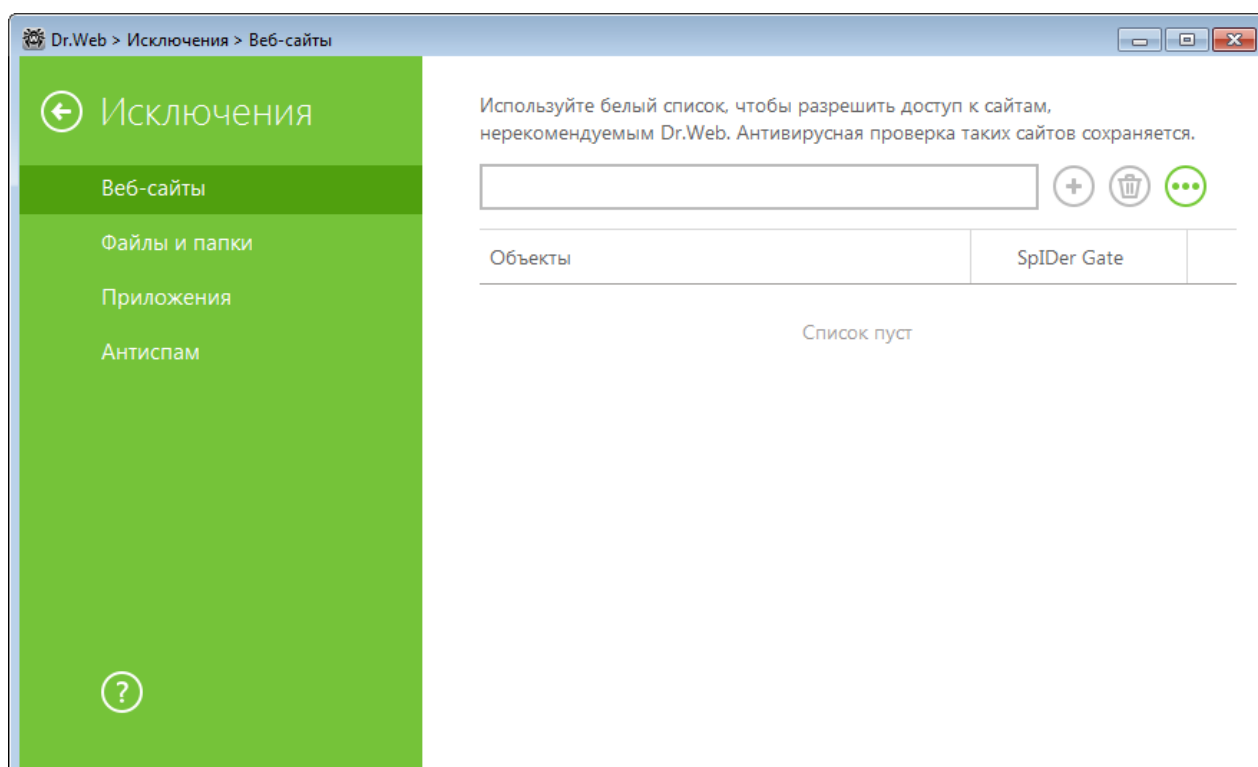 Dr.Web > Исключения > Веб-сайты
Исключения
Веб-сайты
Файлы и папки
Приложения
Антиспам
?
Используйте белый список, чтобы разрешить доступ к сайтам,
нерекомендуемым Dr.Web. Антивирусная проверка таких сайтов сохраняется.
Объекты SpIDer Gate
Список пуст